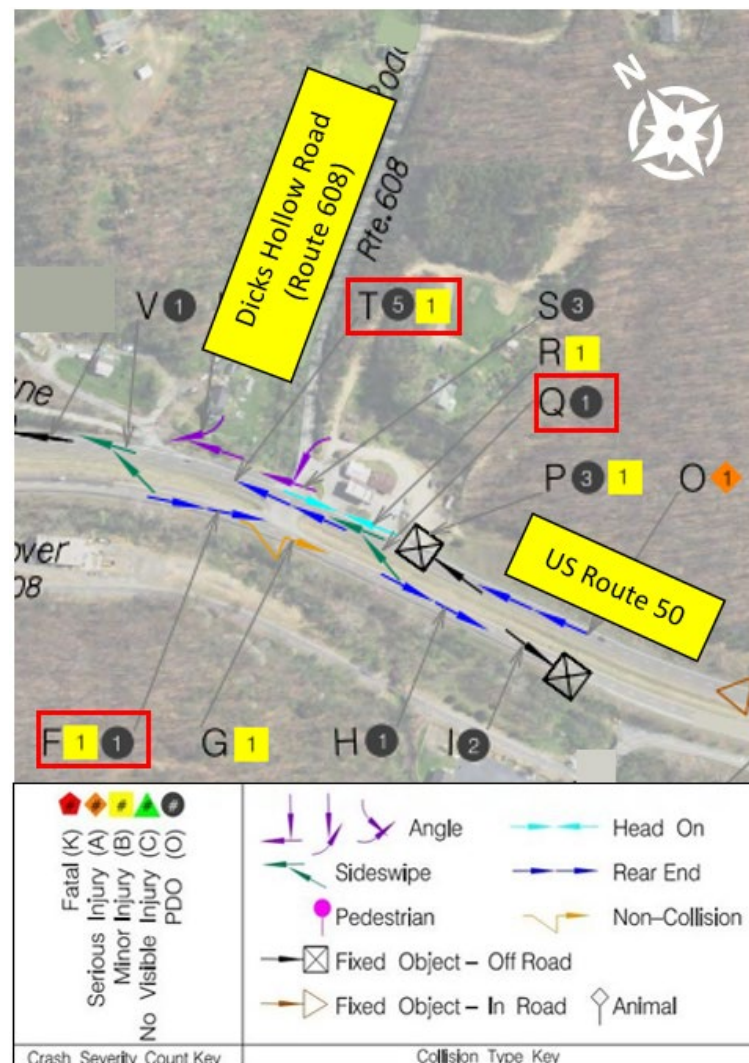 N
Dicks Hollow Road
(Route 608)
Rte. 608
V 1
T 5 1
S 3
R 1
Q 1
P 3 1
O 1
US Route 50
08
F 1 1
G 1
H 1
I 2
# # # # #
Fatal (K)
Serious Injury (A)
Minor Injury (B)
No Visible Injury (C)
PDO (O)
Crash Severity Count Key
Angle
Head On
Sideswipe
Rear End
Pedestrian
Non-Collision
Fixed Object - Off Road
Fixed Object - In Road
Animal
Collision Type Key